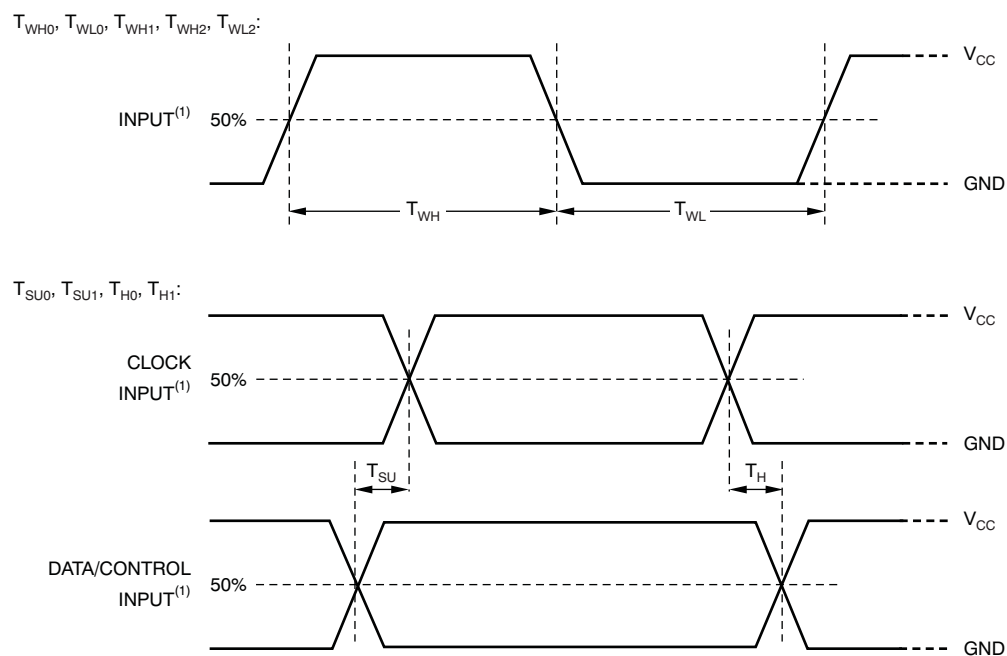 T_WH0, T_WL0, T_WH1, T_WH2, T_WL2:
V_CC
INPUT^(1) 50%
GND
T_WH T_WL
T_SU0, T_SU1, T_H0, T_H1:
V_CC
CLOCK
INPUT^(1) 50%
GND
T_SU T_H
V_CC
DATA/CONTROL
INPUT^(1) 50%
GND